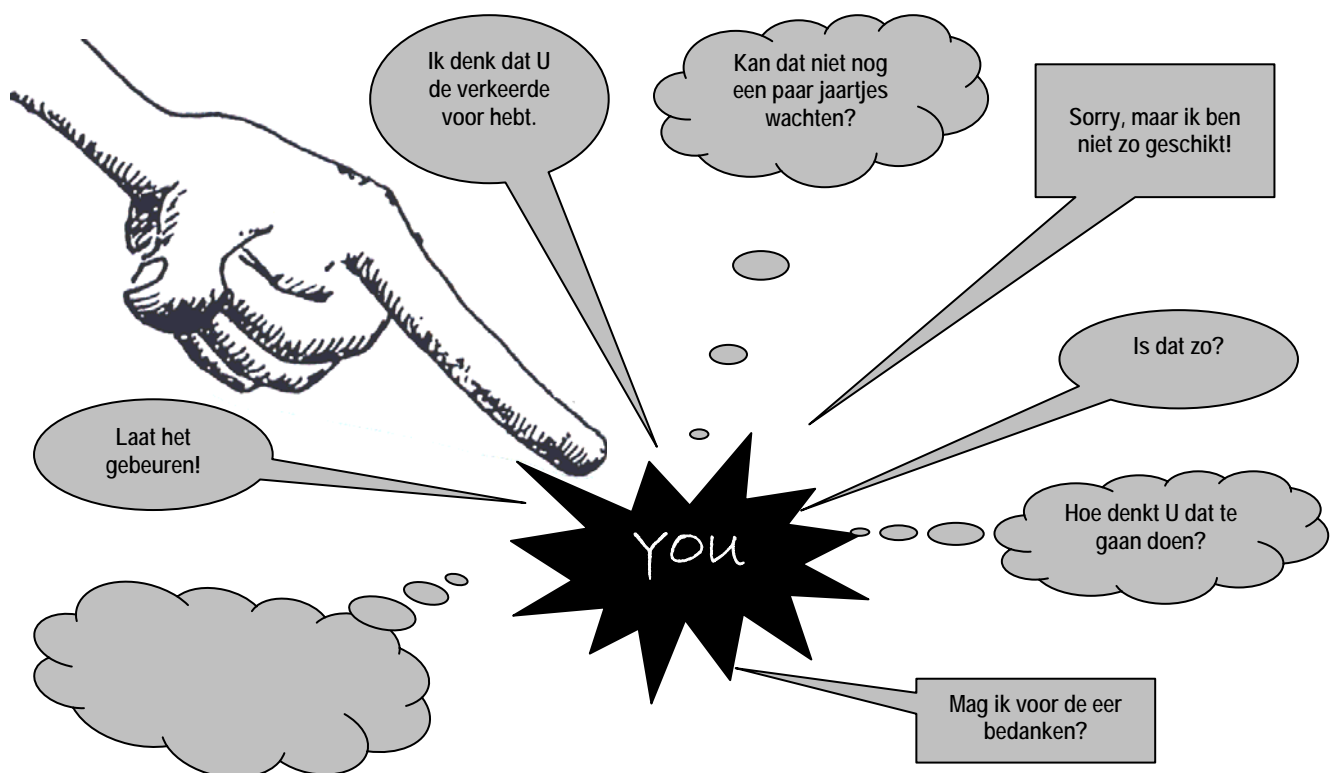 Ik denk dat U
de verkeerde
voor hebt.
Kan dat niet nog
een paar jaartjes
wachten?
Sorry, maar ik ben
niet zo geschikt!
Is dat zo?
Laat het
gebeuren!
YOU
Hoe denkt U dat te
gaan doen?
Mag ik voor de eer
bedanken?